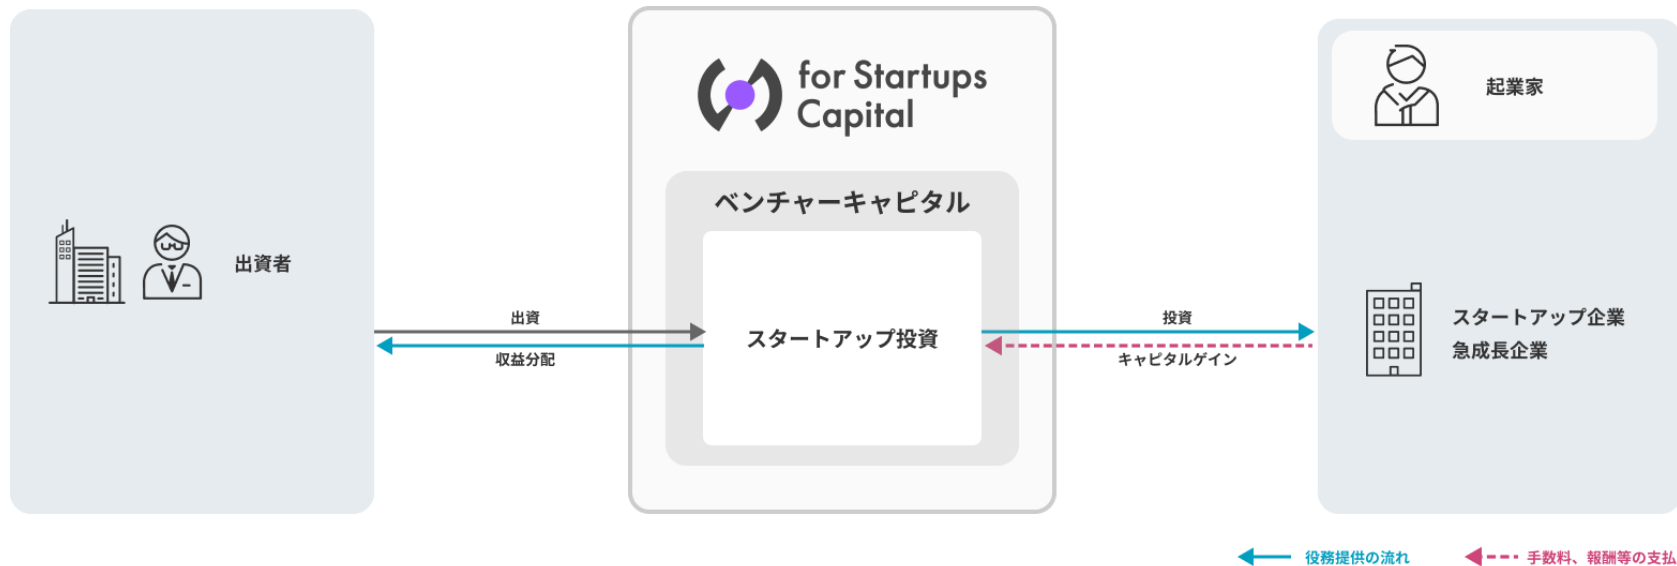 for Startups
Capital
起業家
ベンチャーキャピタル
出資者
出資
収益分配
スタートアップ投資
投資
キャピタルゲイン
スタートアップ企業
急成長企業
役務提供の流れ
手数料、報酬等の支払